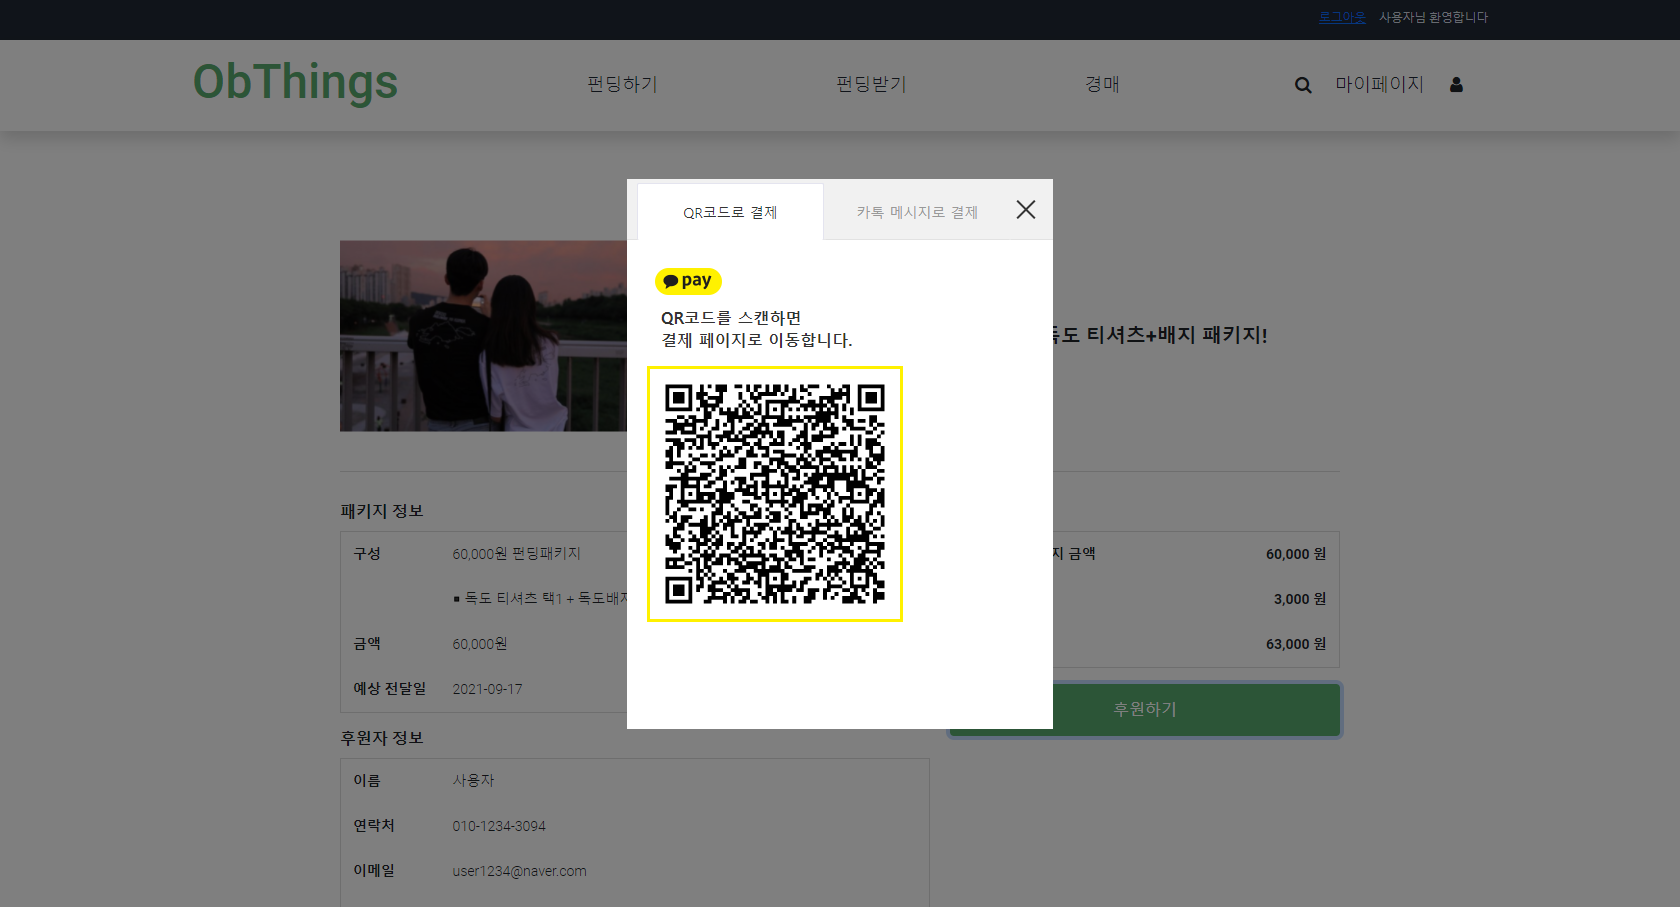 로그아웃 사용자님 환영합니다
ObThings 펀딩하기 펀딩받기 경매 마이페이지
QR코드로 결제 카톡 메시지로 결제
pay
QR코드를 스캔하면
결제 페이지로 이동합니다.
티셔츠+배지 패키지!
패키지 정보
구성 60,000원 펀딩패키지
▪ 독도 티셔츠 택1 + 독도배지
금액 60,000원
예상 전달일 2021-09-17
금액 60,000 원
3,000 원
63,000 원
후원하기
후원자 정보
이름 사용자
연락처 010-1234-3094
이메일 user1234@naver.com